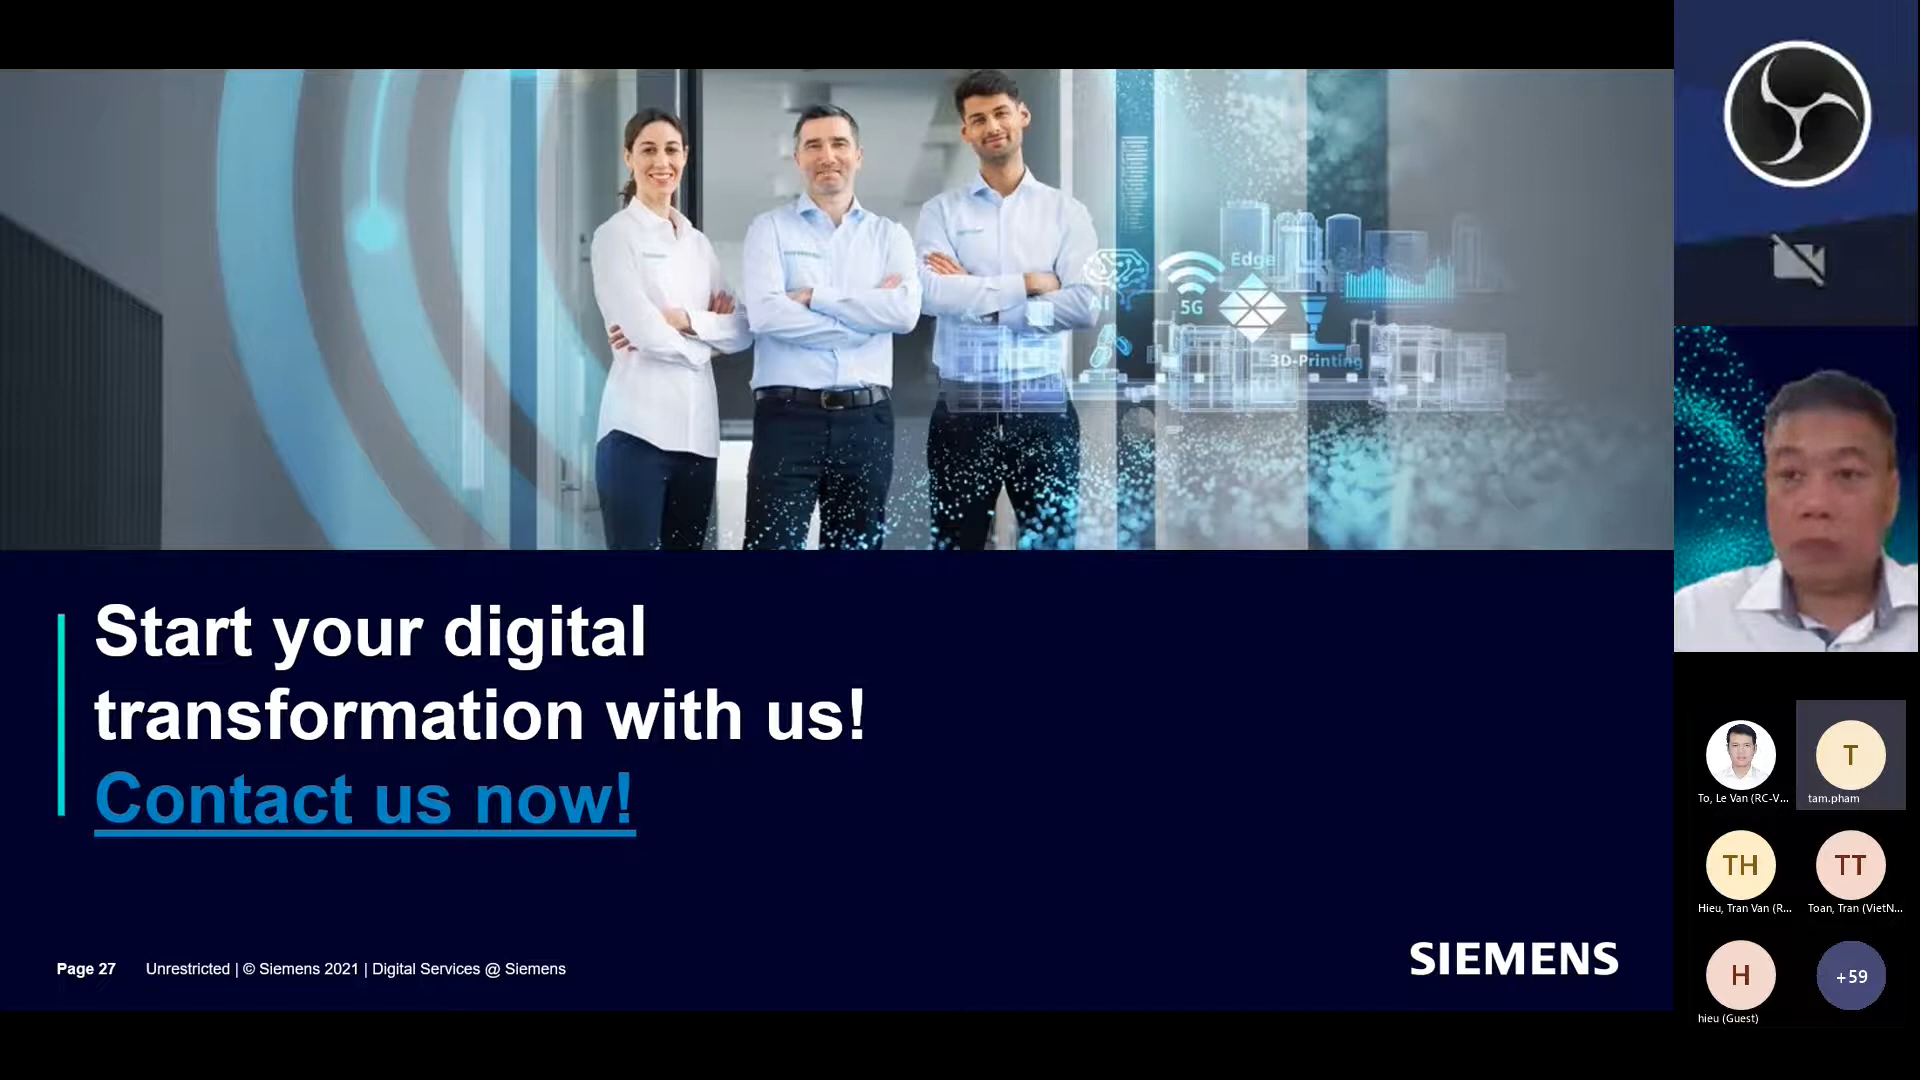 AI
5G
Edge
3D-Printing
Start your digital
transformation with us!
Contact us now!
Page 27
Unrestricted | © Siemens 2021 | Digital Services @ Siemens
SIEMENS
To, Le Van (RC-V...
T
tam.pham
TH
Hieu, Tran Van (R...
TT
Toan, Tran (VietN...
H
hieu (Guest)
+59